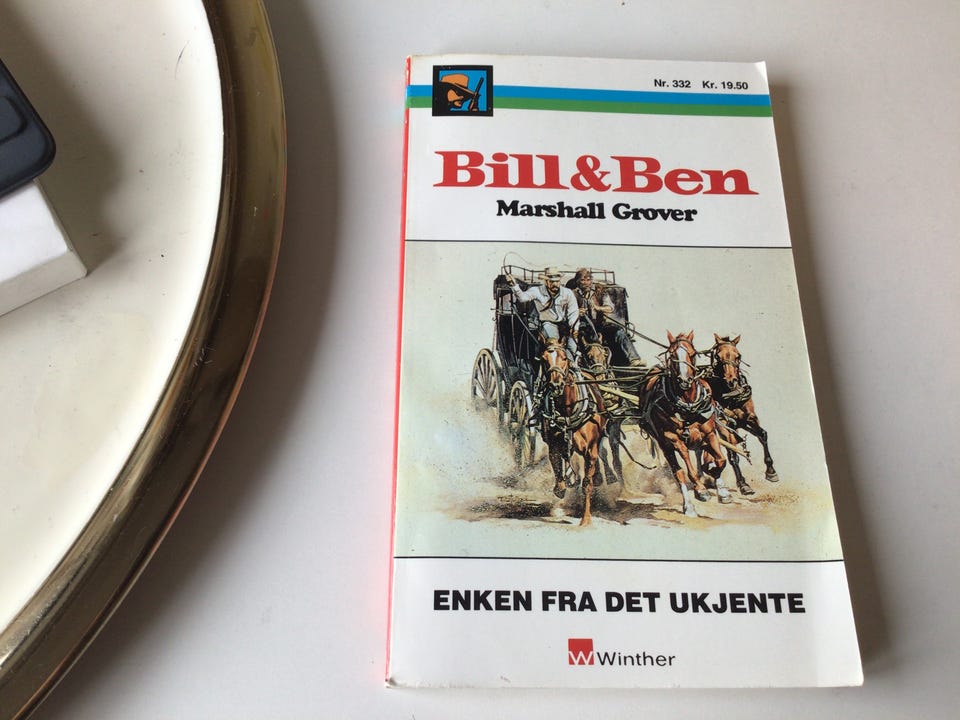 Nr. 332 Kr. 19.50
Bill&Ben
Marshall Grover
ENKEN FRA DET UKJENTE
W Winther